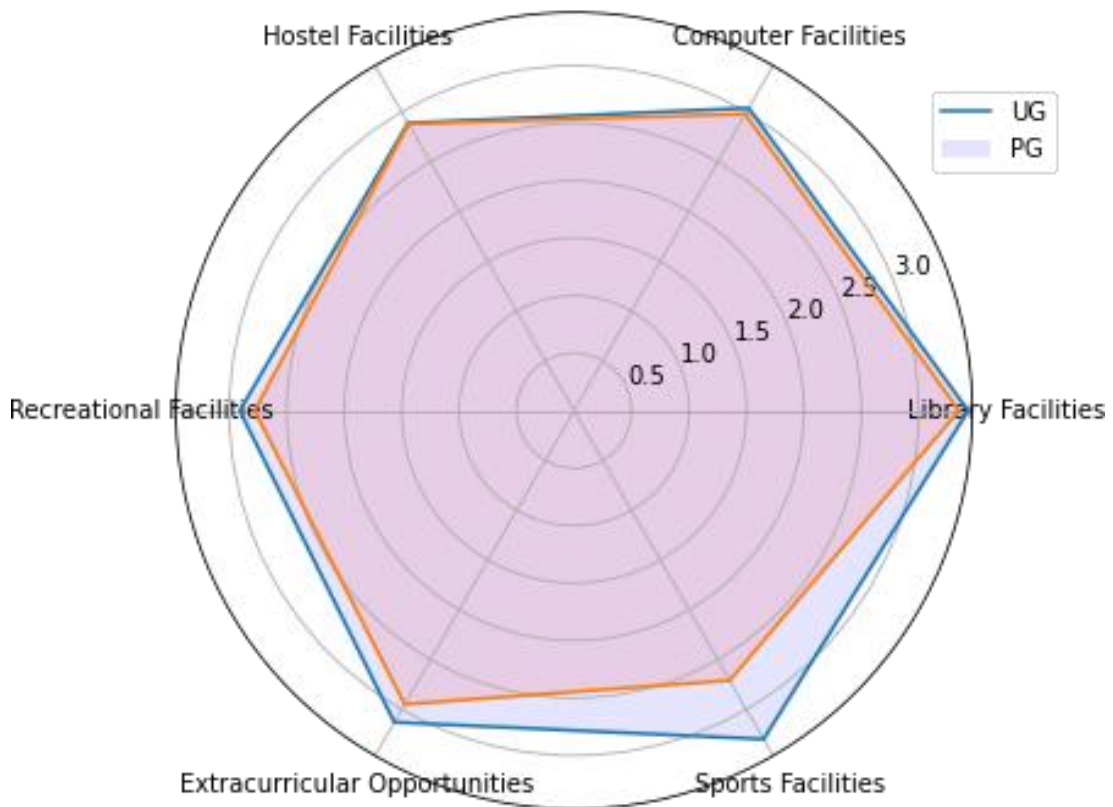 Hostel Facilities
Computer Facilities
UG
PG
3.0
2.5
2.0
1.5
1.0
0.5
Recreational Facilities
Library Facilities
Extracurricular Opportunities
Sports Facilities